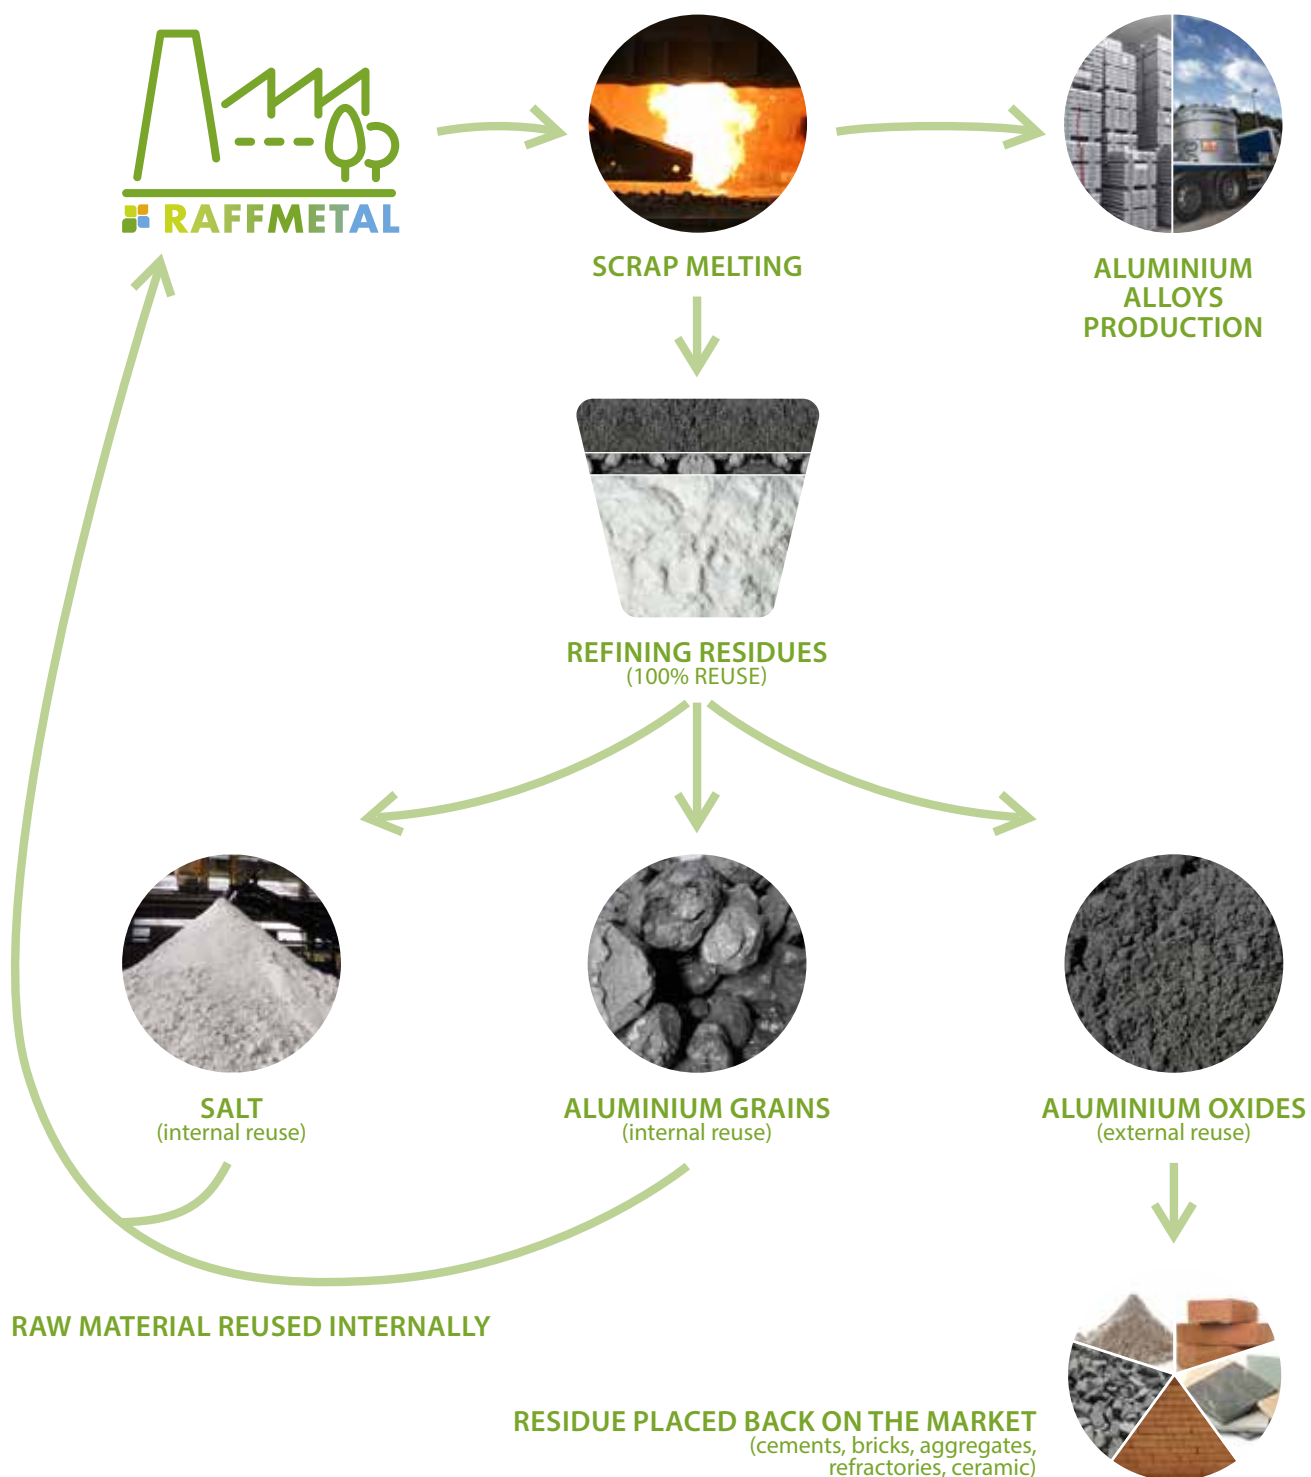 RAFFMETAL
SCRAP MELTING
ALUMINIUM
ALLOYS
PRODUCTION
REFINING RESIDUES
(100% REUSE)
SALT
(internal reuse)
ALUMINIUM GRAINS
(internal reuse)
ALUMINIUM OXIDES
(external reuse)
RAW MATERIAL REUSED INTERNALLY
RESIDUE PLACED BACK ON THE MARKET
(cements, bricks, aggregates,
refractories, ceramic)